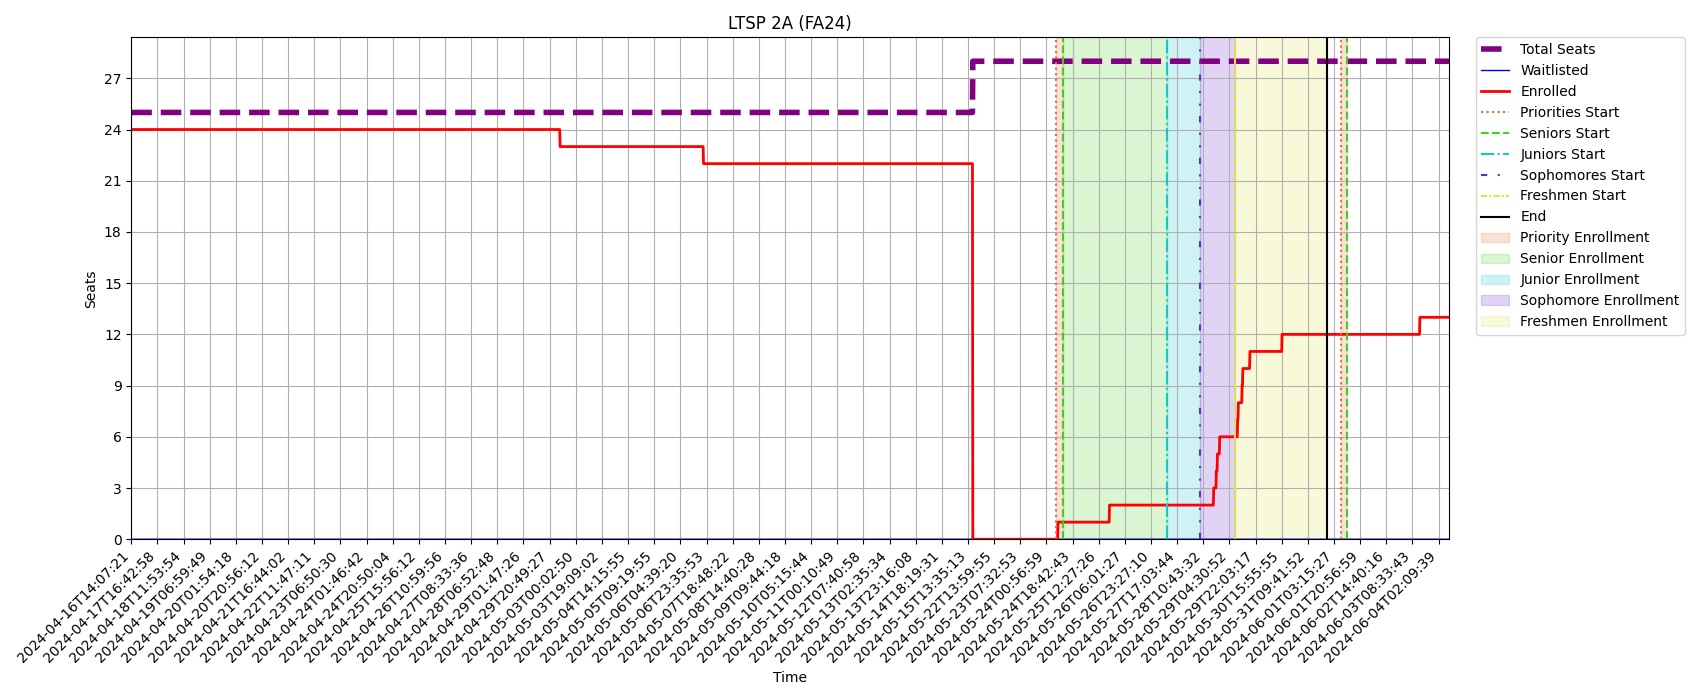 LTSP 2A (FA24)
Seats
27
24
21
18
15
12
9
6
3
0
2024-04-16T14:07:21
2024-04-17T16:42:58
2024-04-18T11:53:54
2024-04-19T06:59:49
2024-04-20T01:54:18
2024-04-20T20:56:12
2024-04-21T16:44:02
2024-04-22T11:47:11
2024-04-23T06:50:30
2024-04-24T01:46:42
2024-04-24T20:50:04
2024-04-25T15:56:12
2024-04-26T10:59:56
2024-04-27T08:33:36
2024-04-28T06:52:48
2024-04-29T01:47:26
2024-04-29T20:49:27
2024-05-03T00:02:50
2024-05-03T19:09:02
2024-05-04T14:15:55
2024-05-05T09:19:55
2024-05-06T04:39:20
2024-05-06T23:35:53
2024-05-07T18:48:22
2024-05-08T14:40:28
2024-05-09T09:44:18
2024-05-10T05:15:44
2024-05-11T00:10:49
2024-05-12T07:40:58
2024-05-13T02:35:34
2024-05-13T23:16:08
2024-05-14T18:19:31
2024-05-15T13:35:13
2024-05-22T13:59:55
2024-05-23T07:32:53
2024-05-24T00:56:59
2024-05-24T18:42:43
2024-05-25T12:27:26
2024-05-26T06:01:27
2024-05-26T23:27:10
2024-05-27T17:03:44
2024-05-28T10:43:32
2024-05-29T04:30:52
2024-05-29T22:03:17
2024-05-30T15:55:55
2024-05-31T09:41:52
2024-06-01T03:15:27
2024-06-01T20:56:59
2024-06-02T14:40:16
2024-06-03T08:33:43
2024-06-04T02:09:39
Time
Total Seats
Waitlisted
Enrolled
Priorities Start
Seniors Start
Juniors Start
Sophomores Start
Freshmen Start
End
Priority Enrollment
Senior Enrollment
Junior Enrollment
Sophomore Enrollment
Freshmen Enrollment